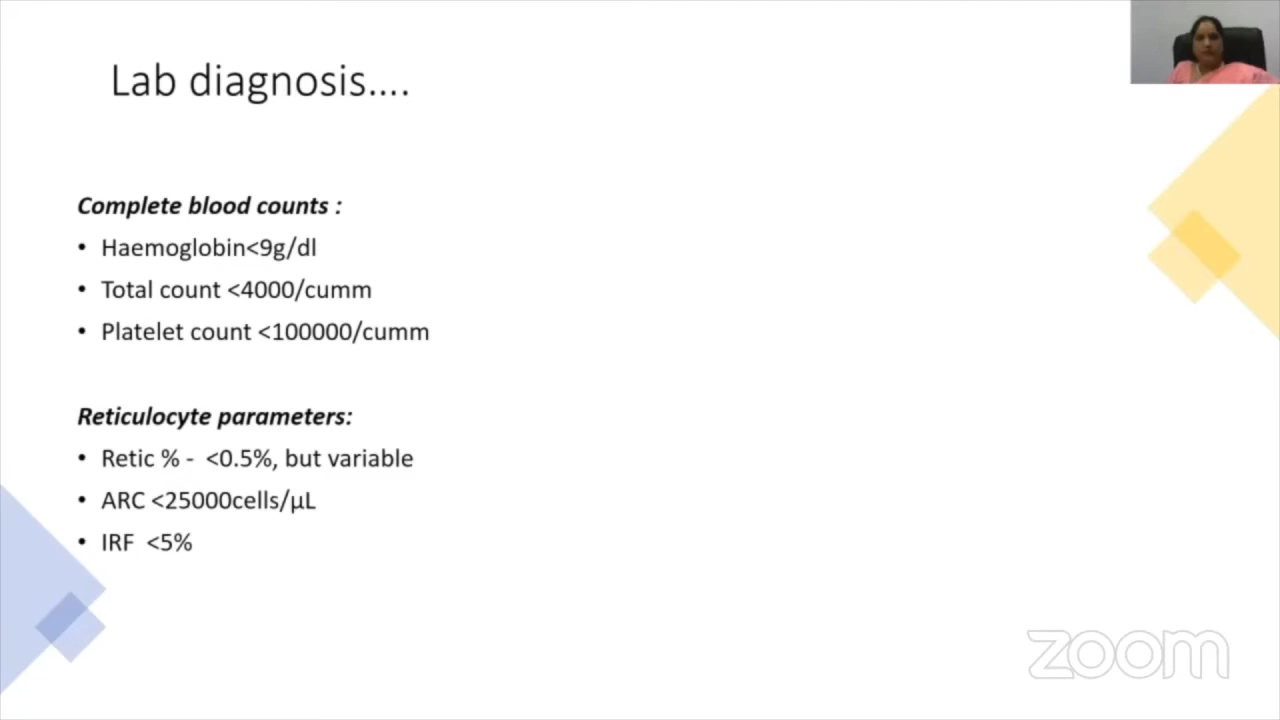 Lab diagnosis....
Complete blood counts :
• Haemoglobin<9g/dl
• Total count <4000/cumm
• Platelet count <100000/cumm
Reticulocyte parameters:
• Retic % -  <0.5%, but variable
• ARC <25000cells/µL
• IRF  <5%
zoom